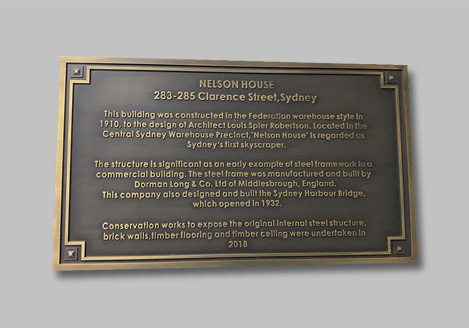 NELSON HOUSE
283-285 Clarence Street,Sydney
This building was constructed in the Federation warehouse style in
1910, to the design of Architect Louis Spier Robertson. Located in the
Central Sydney Warehouse Precinct,'Nelson House' is regarded as
Sydney's first skyscraper.
The structure is significant as an early example of steel framework in a
commercial building. The steel frame was manufactured and built by
Dorman Long & Co. Ltd of Middlesbrough, England.
This company also designed and built the Sydney Harbour Bridge,
which opened in 1932.
Conservation works to expose the original internal steel structure,
brick walls,timber flooring and timber ceiling were undertaken in
2018